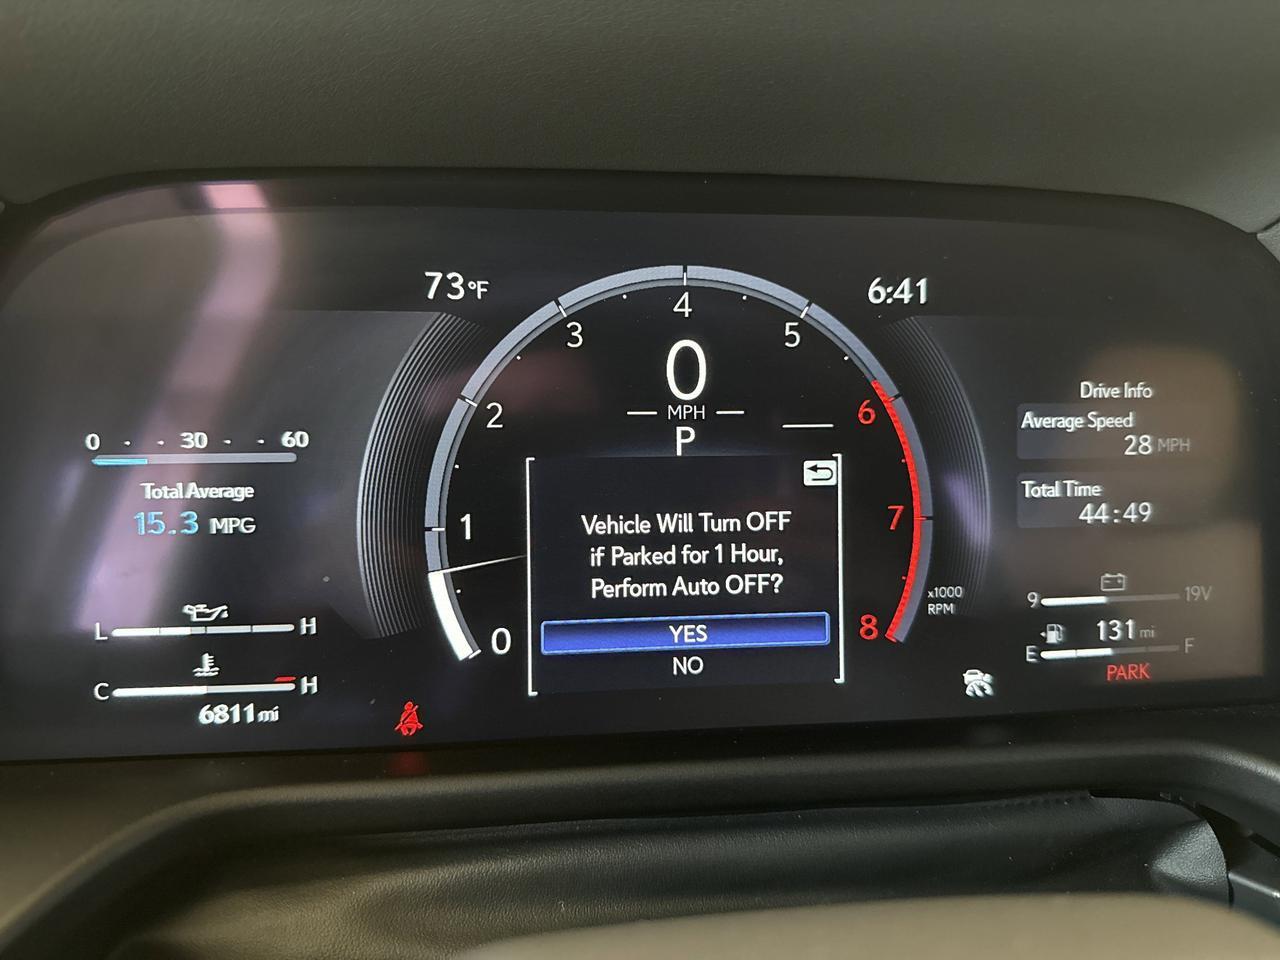 73°F
6:41
0 1 2 3 4 5 6 7 8
0
MPH
P
x1000
RPM
0 30 60
Total Average
15.3 MPG
L H
C H
6811 mi
Vehicle Will Turn OFF
if Parked for 1 Hour,
Perform Auto OFF?
YES
NO
Drive Info
Average Speed
28 MPH
Total Time
44:49
9 19V
131 mi
E F
PARK